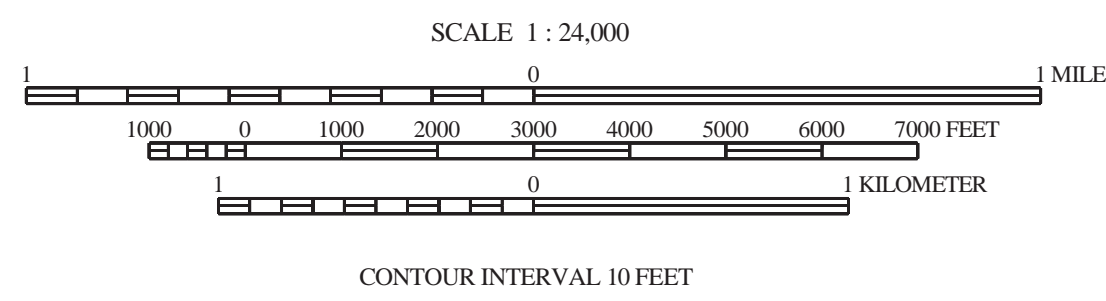 SCALE 1 : 24,000
1 0 1 MILE
1000 0 1000 2000 3000 4000 5000 6000 7000 FEET
1 0 1 KILOMETER
CONTOUR INTERVAL 10 FEET